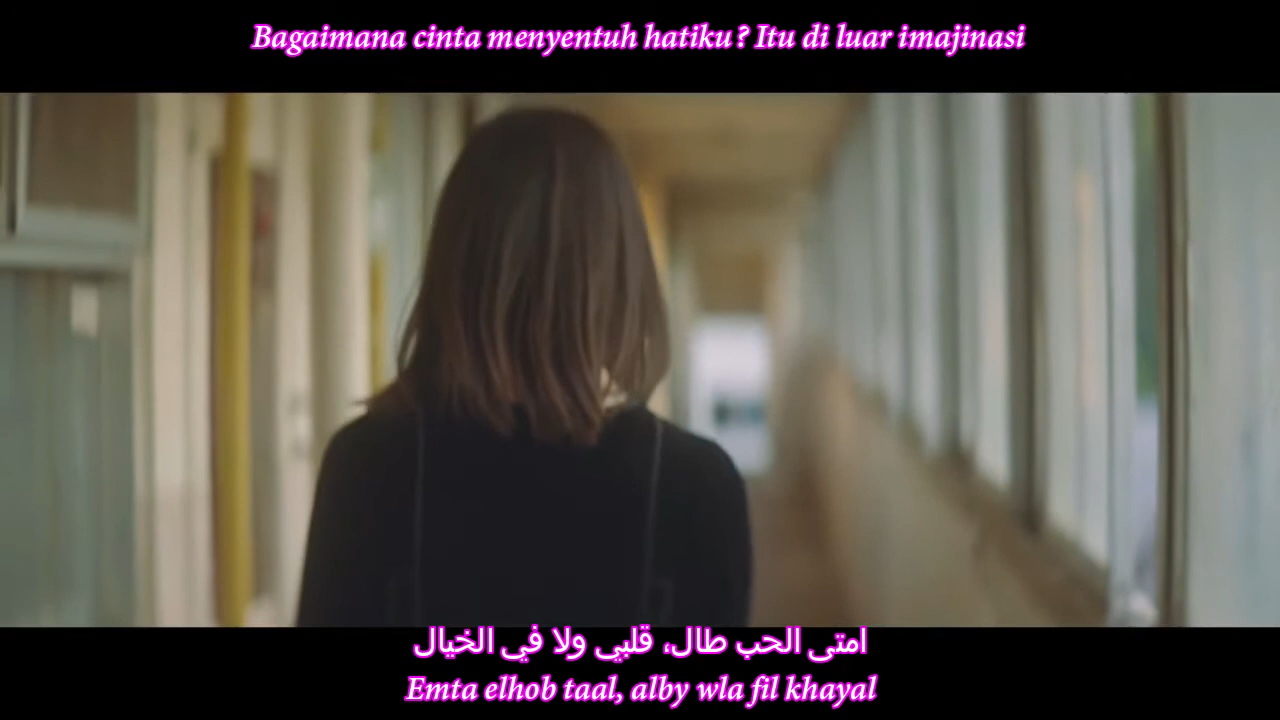 Bagaimana cinta menyentuh hatiku? Itu di luar imajinasi
امتى الحب طال، قلبي ولا في الخيال
Emta elhob taal, alby wla fil khayal